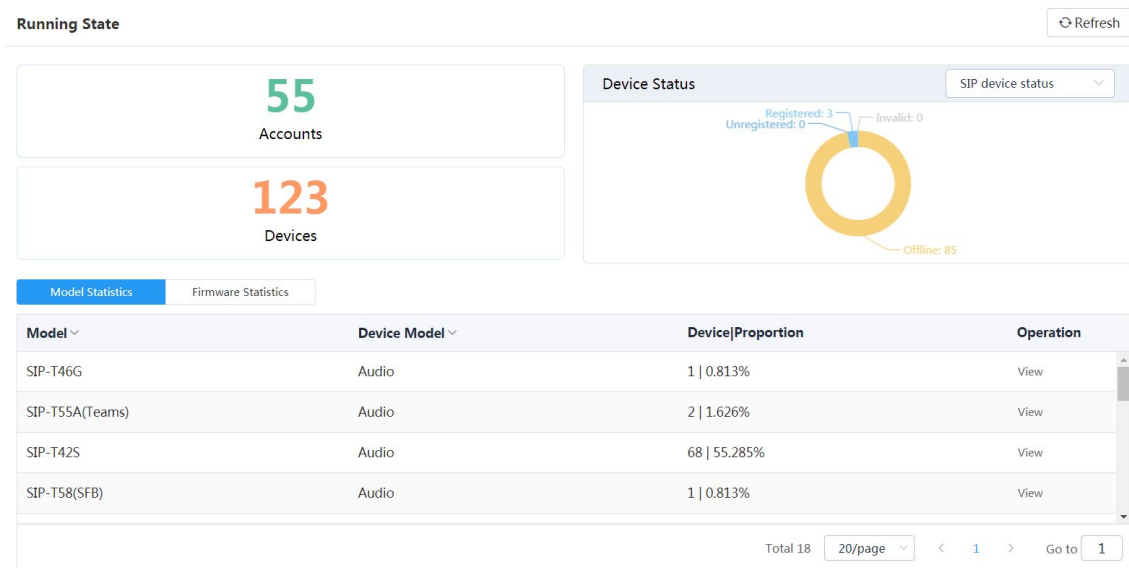 Running State
Refresh
55
Accounts
123
Devices
Device Status
SIP device status
Registered: 3
Unregistered: 0
Invalid: 0
Offline: 85
Model Statistics Firmware Statistics
Model Device Model Device|Proportion Operation
SIP-T46G Audio 1 | 0.813% View
SIP-T55A(Teams) Audio 2 | 1.626% View
SIP-T42S Audio 68 | 55.285% View
SIP-T58(SFB) Audio 1 | 0.813% View
Total 18 20/page < 1 > Go to 1